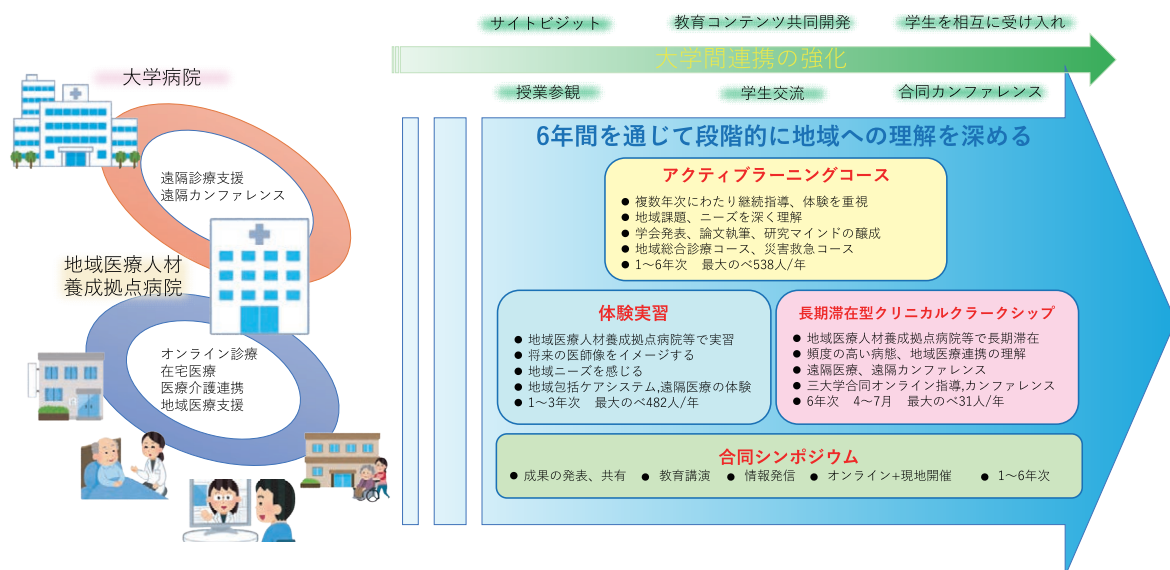 サイトビジット
教育コンテンツ共同開発
学生を相互に受け入れ
大学間連携の強化
授業参観
学生交流
合同カンファレンス
大学病院
遠隔診療支援
遠隔カンファレンス
地域医療人材
養成拠点病院
オンライン診療
在宅医療
医療介護連携
地域医療支援
6年間を通じて段階的に地域への理解を深める
アクティブラーニングコース
● 複数年次にわたり継続指導、体験を重視
● 地域課題、ニーズを深く理解
● 学会発表、論文執筆、研究マインドの醸成
● 地域総合診療コース、災害救急コース
● 1～6年次　最大のべ538人/年
体験実習
● 地域医療人材養成拠点病院等で実習
● 将来の医師像をイメージする
● 地域ニーズを感じる
● 地域包括ケアシステム,遠隔医療の体験
● 1～3年次　最大のべ482人/年
長期滞在型クリニカルクラークシップ
● 地域医療人材養成拠点病院等で長期滞在
● 頻度の高い病態、地域医療連携の理解
● 遠隔医療、遠隔カンファレンス
● 三大学合同オンライン指導,カンファレンス
● 6年次　4～7月　最大のべ31人/年
合同シンポジウム
● 成果の発表、共有　● 教育講演　● 情報発信　● オンライン+現地開催　● 1～6年次